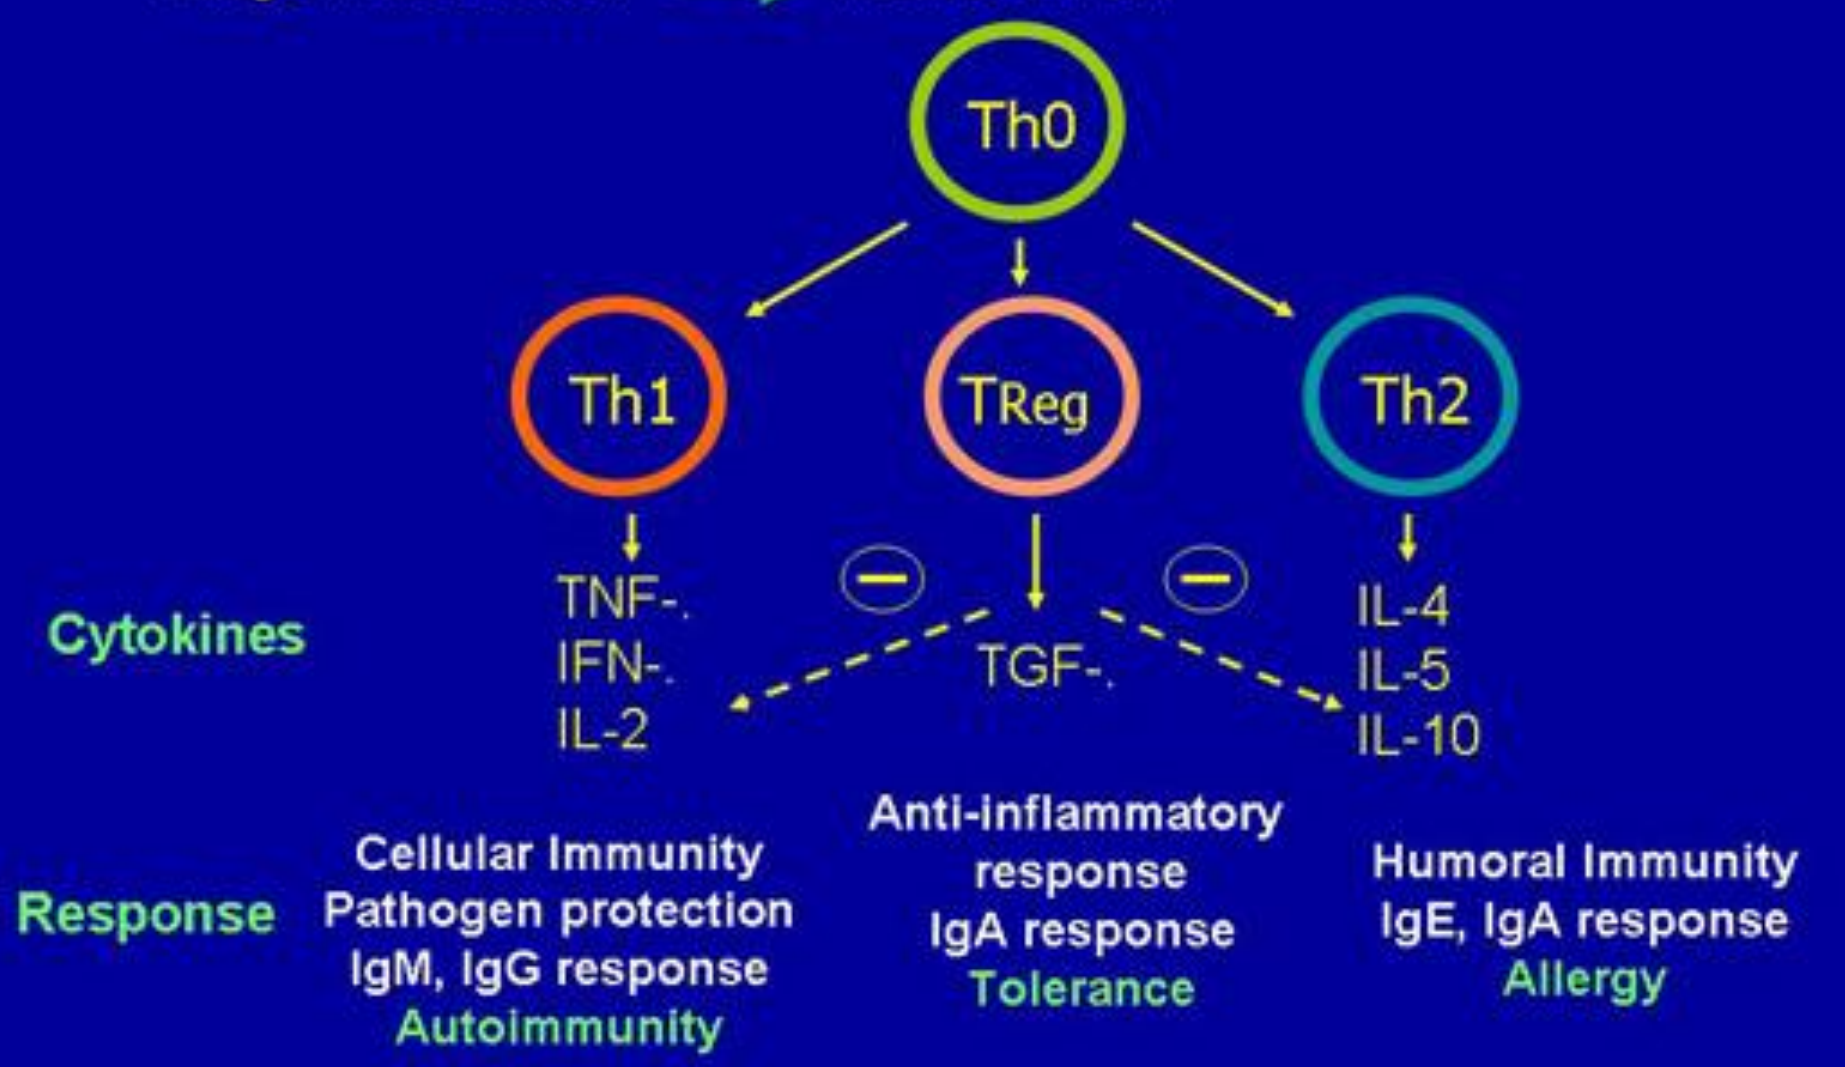 Th0
Th1
TReg
Th2
Cytokines
TNF-.
IFN-.
IL-2
TGF-.
IL-4
IL-5
IL-10
Response
Cellular Immunity
Pathogen protection
IgM, IgG response
Autoimmunity
Anti-inflammatory
response
IgA response
Tolerance
Humoral Immunity
IgE, IgA response
Allergy